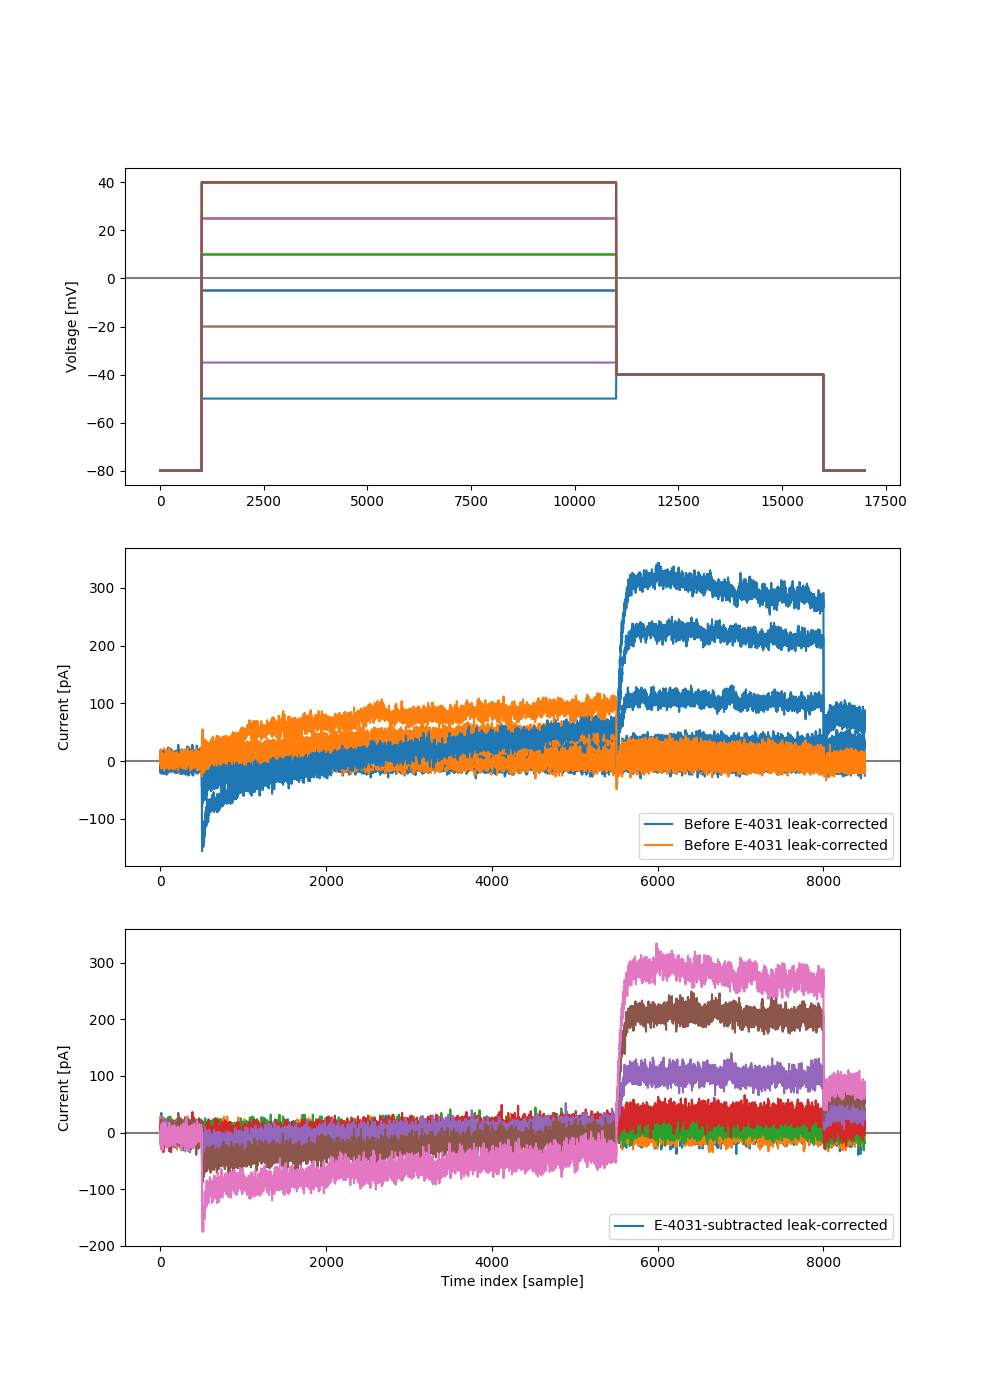 40
20
0
−20
−40
−60
−80
Voltage [mV]
0 2500 5000 7500 10000 12500 15000 17500
300
200
100
0
−100
Current [pA]
Before E-4031 leak-corrected
Before E-4031 leak-corrected
0 2000 4000 6000 8000
300
200
100
0
−100
−200
Current [pA]
E-4031-subtracted leak-corrected
0 2000 4000 6000 8000
Time index [sample]